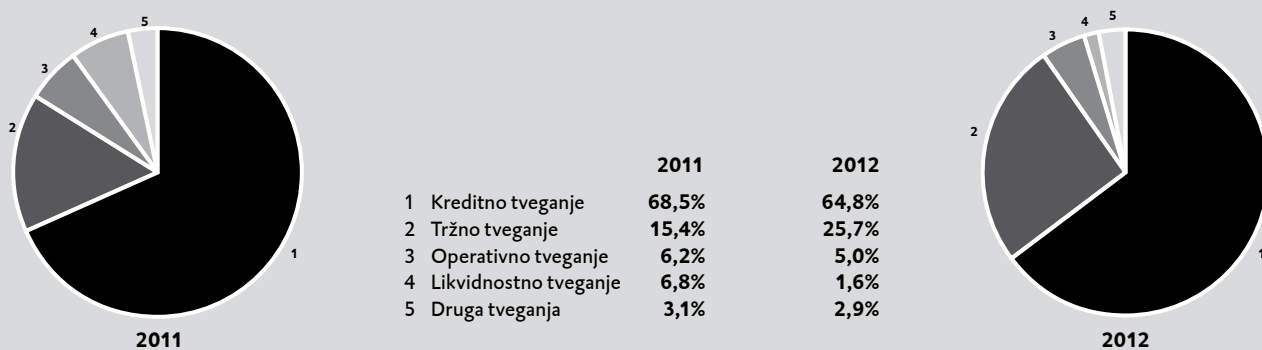 5
4
3
2
1
2011
2011 2012
1 Kreditno tveganje 68,5% 64,8%
2 Tržno tveganje 15,4% 25,7%
3 Operativno tveganje 6,2% 5,0%
4 Likvidnostno tveganje 6,8% 1,6%
5 Druga tveganja 3,1% 2,9%
5
4
3
2
1
2012